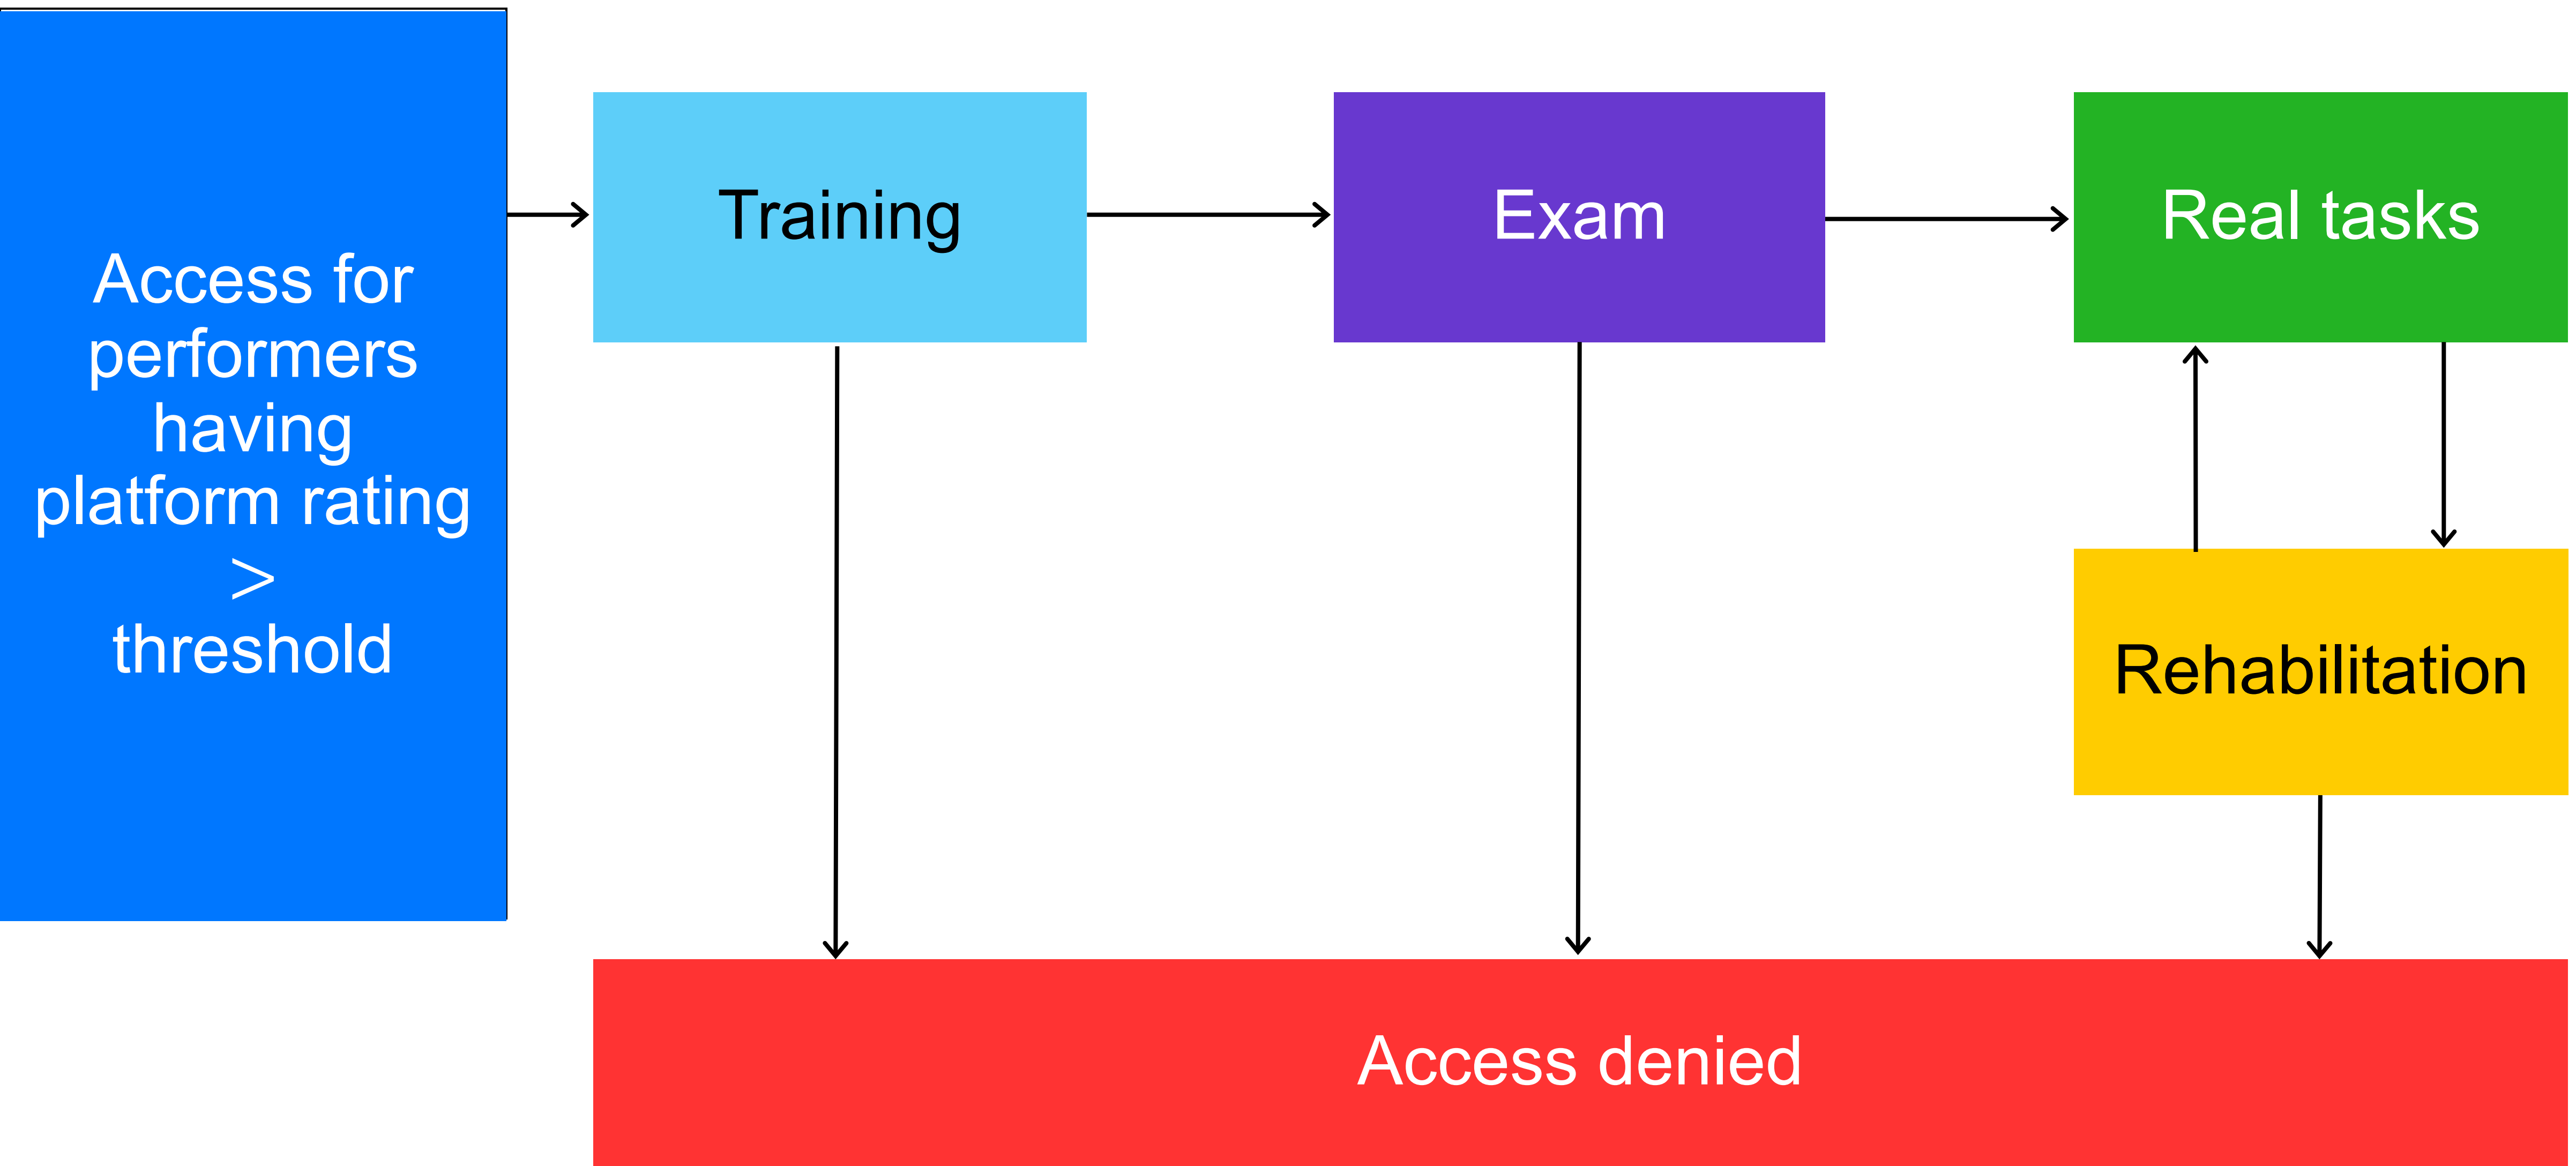 Access for
performers
having
platform rating
>
threshold
Training
Exam
Real tasks
Rehabilitation
Access denied